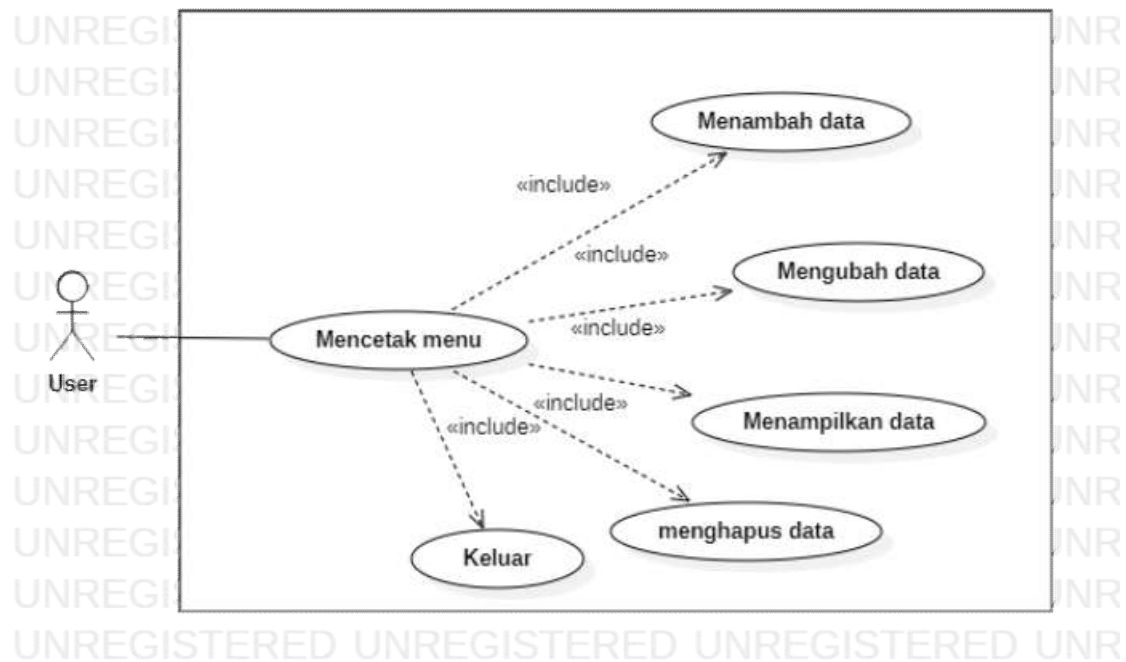 Menambah data
«include»
«include»
Mengubah data
«include»
Mencetak menu
User
«include»
«include»
Menampilkan data
menghapus data
Keluar
UNREGISTERED UNREGISTERED UNREGISTERED UNR